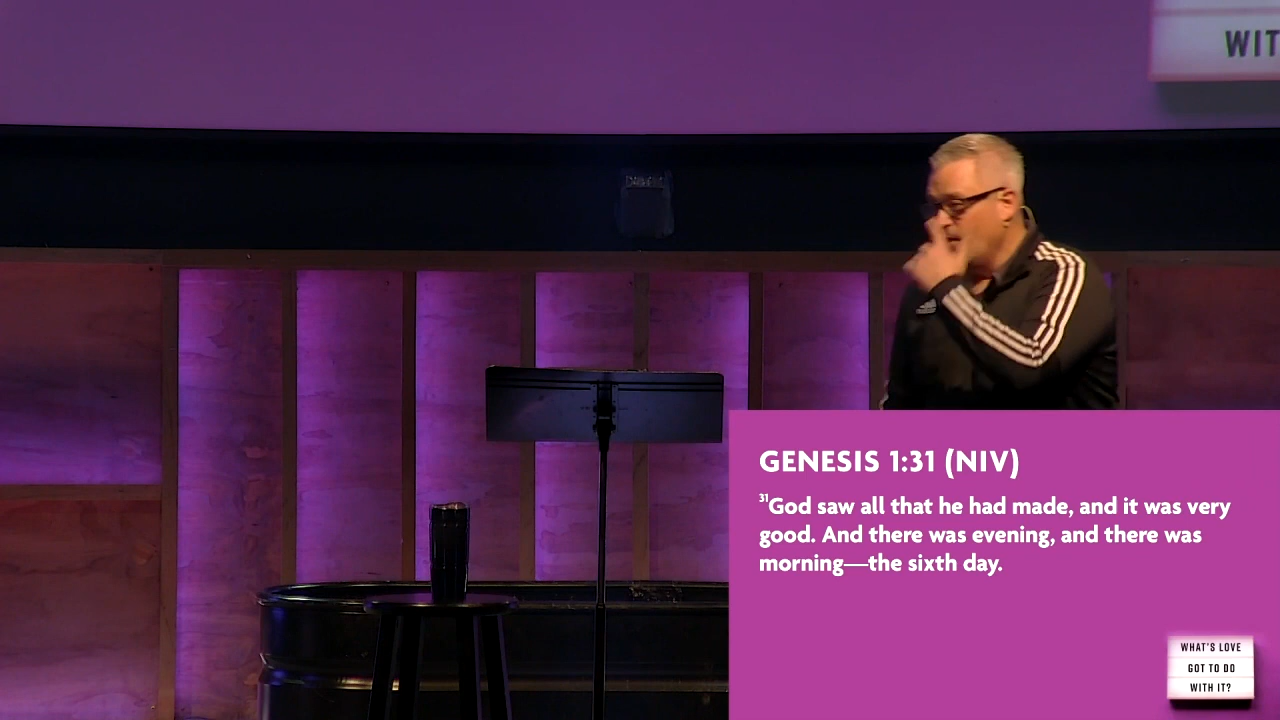 WIT
GENESIS 1:31 (NIV)
³¹God saw all that he had made, and it was very
good. And there was evening, and there was
morning—the sixth day.
WHAT'S LOVE
GOT TO DO
WITH IT?